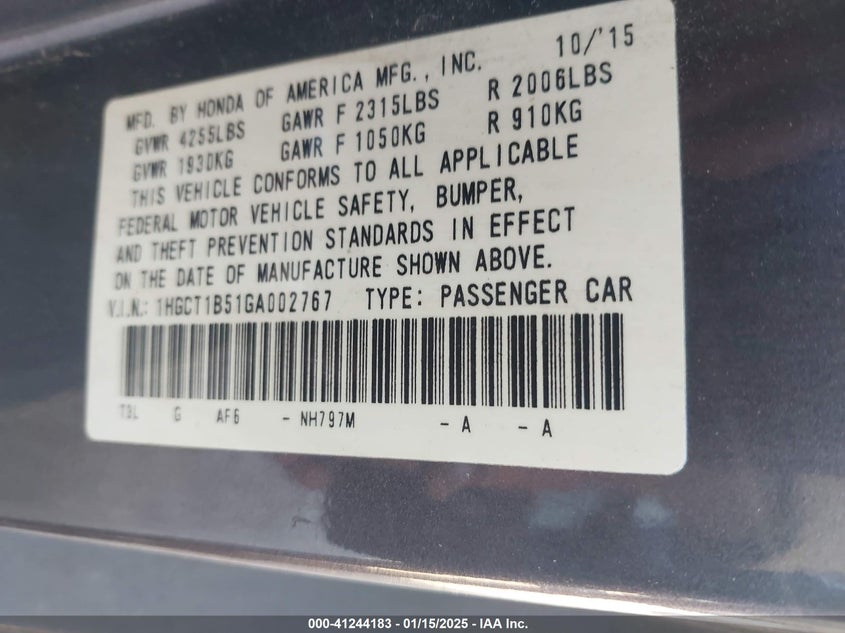 MFD. BY HONDA OF AMERICA MFG., INC. 10/'15
GVWR 4255LBS GAWR F 2315LBS R 2006LBS
GVWR 1930KG GAWR F 1050KG R 910KG
THIS VEHICLE CONFORMS TO ALL APPLICABLE
FEDERAL MOTOR VEHICLE SAFETY, BUMPER,
AND THEFT PREVENTION STANDARDS IN EFFECT
ON THE DATE OF MANUFACTURE SHOWN ABOVE.
V.I.N.: 1HGCT1B51GA002767 TYPE: PASSENGER CAR
T3L G AF6 - NH797M - A - A
000-41244183 - 01/15/2025 - IAA Inc.